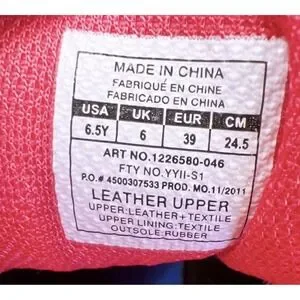 MADE IN CHINA
FABRIQUÉ EN CHINE
FABRICADO EN CHINA
USA UK EUR CM
6.5Y 6 39 24.5
ART NO.1226580-046
FTY NO.YYII-S1
P.O.# 4500307533 PROD. MO.11/2011
LEATHER UPPER
UPPER:LEATHER+TEXTILE
UPPER LINING:TEXTILE
OUTSOLE:RUBBER